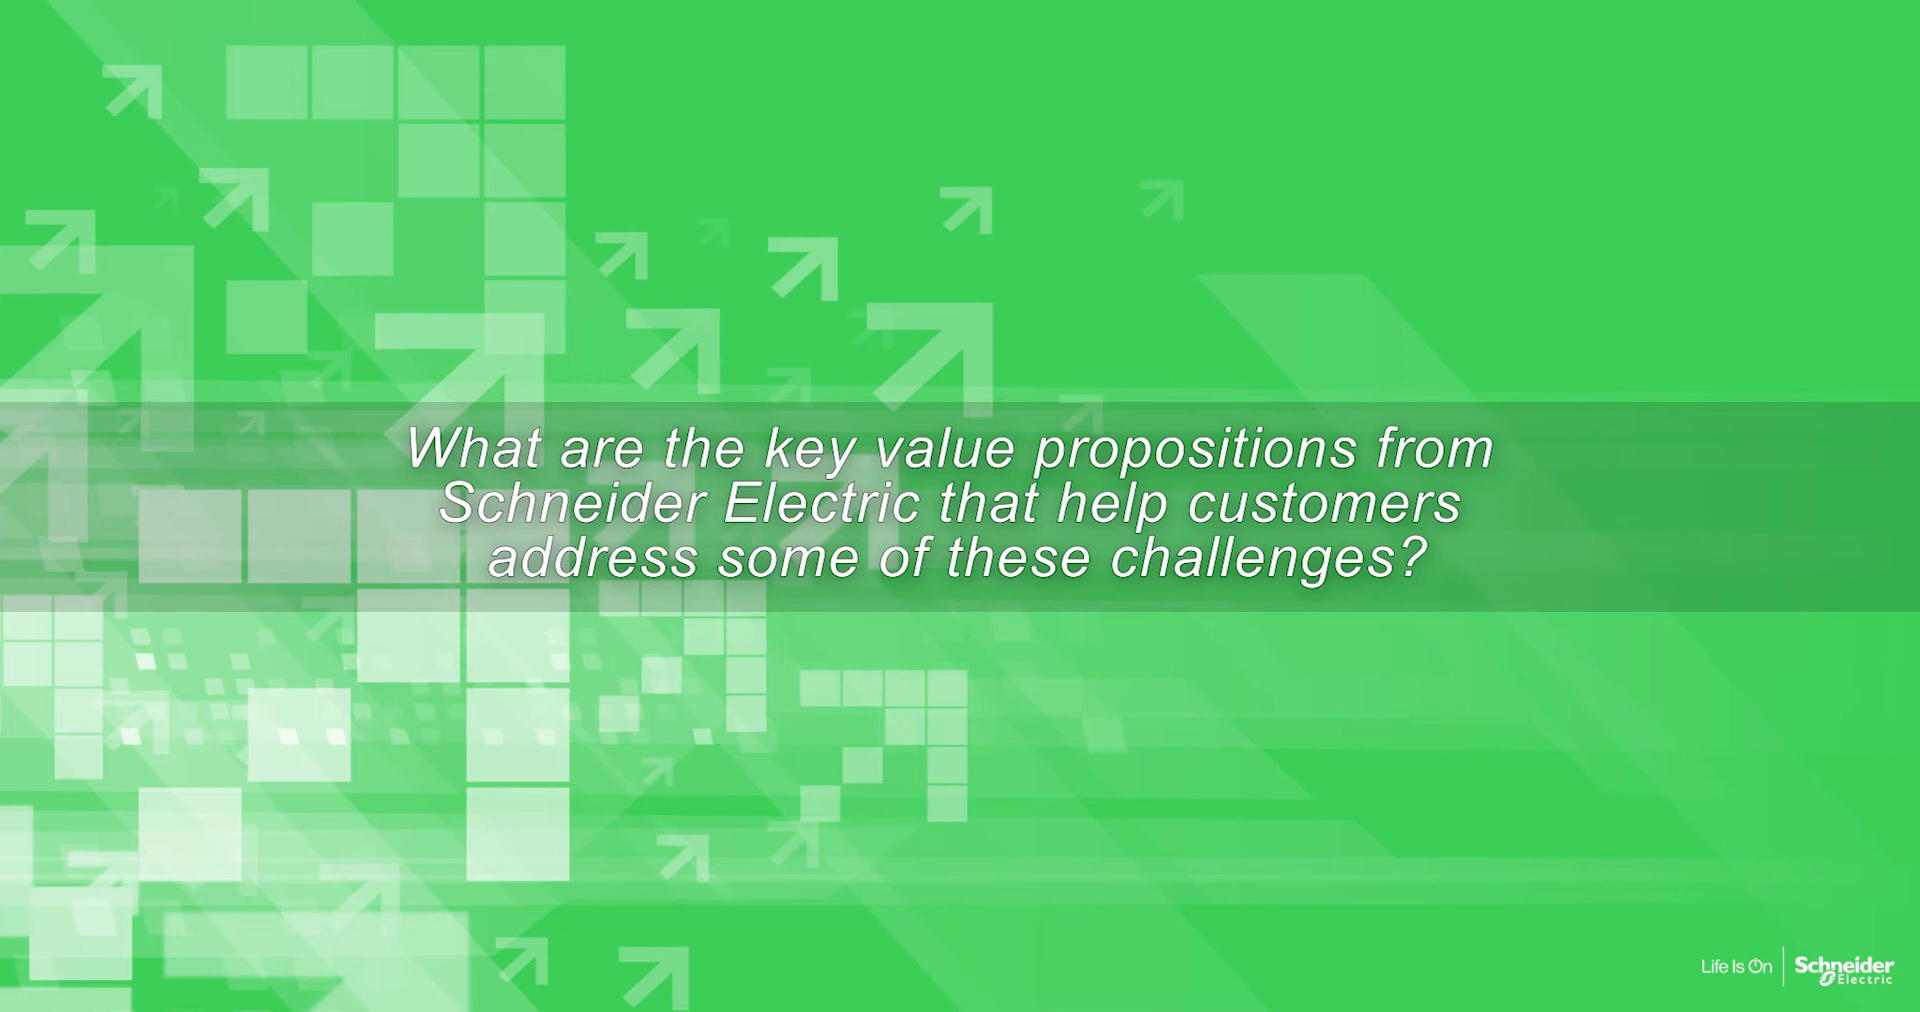 What are the key value propositions from
Schneider Electric that help customers
address some of these challenges?
Life Is On
Schneider
Electric